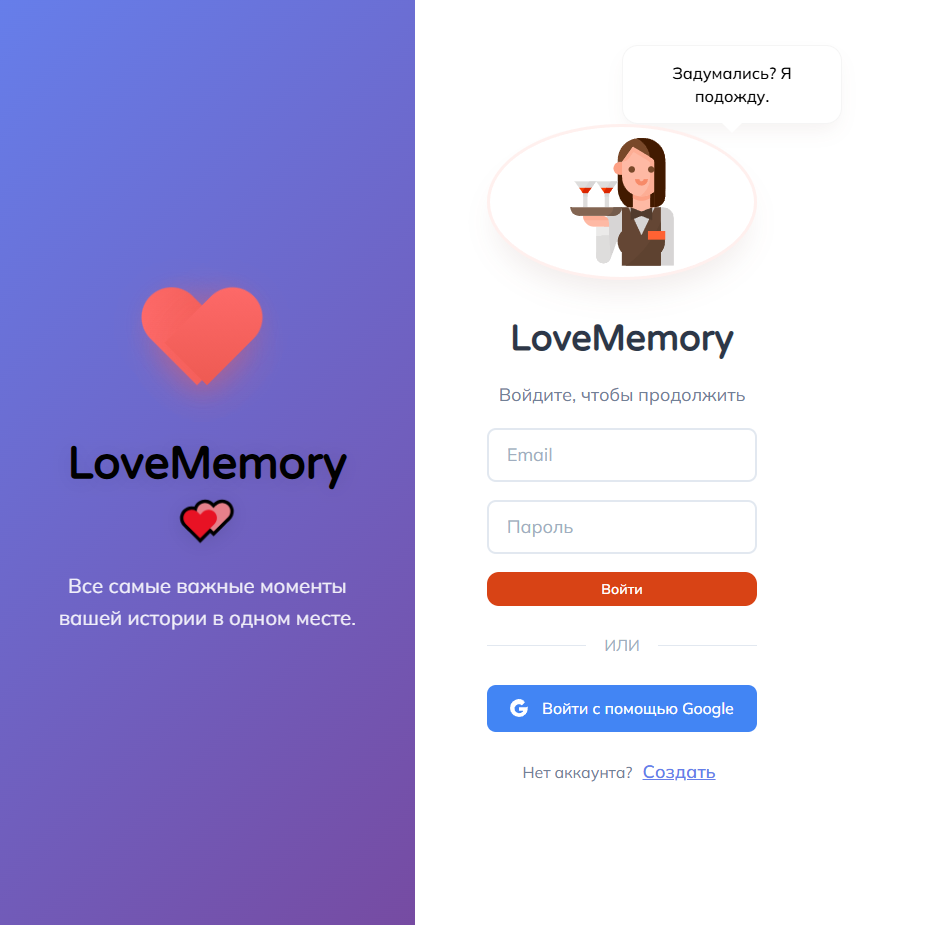 LoveMemory
Все самые важные моменты
вашей истории в одном месте.
Задумались? Я
подожду.
LoveMemory
Войдите, чтобы продолжить
Email
Пароль
Войти
ИЛИ
Войти с помощью Google
Нет аккаунта? Создать